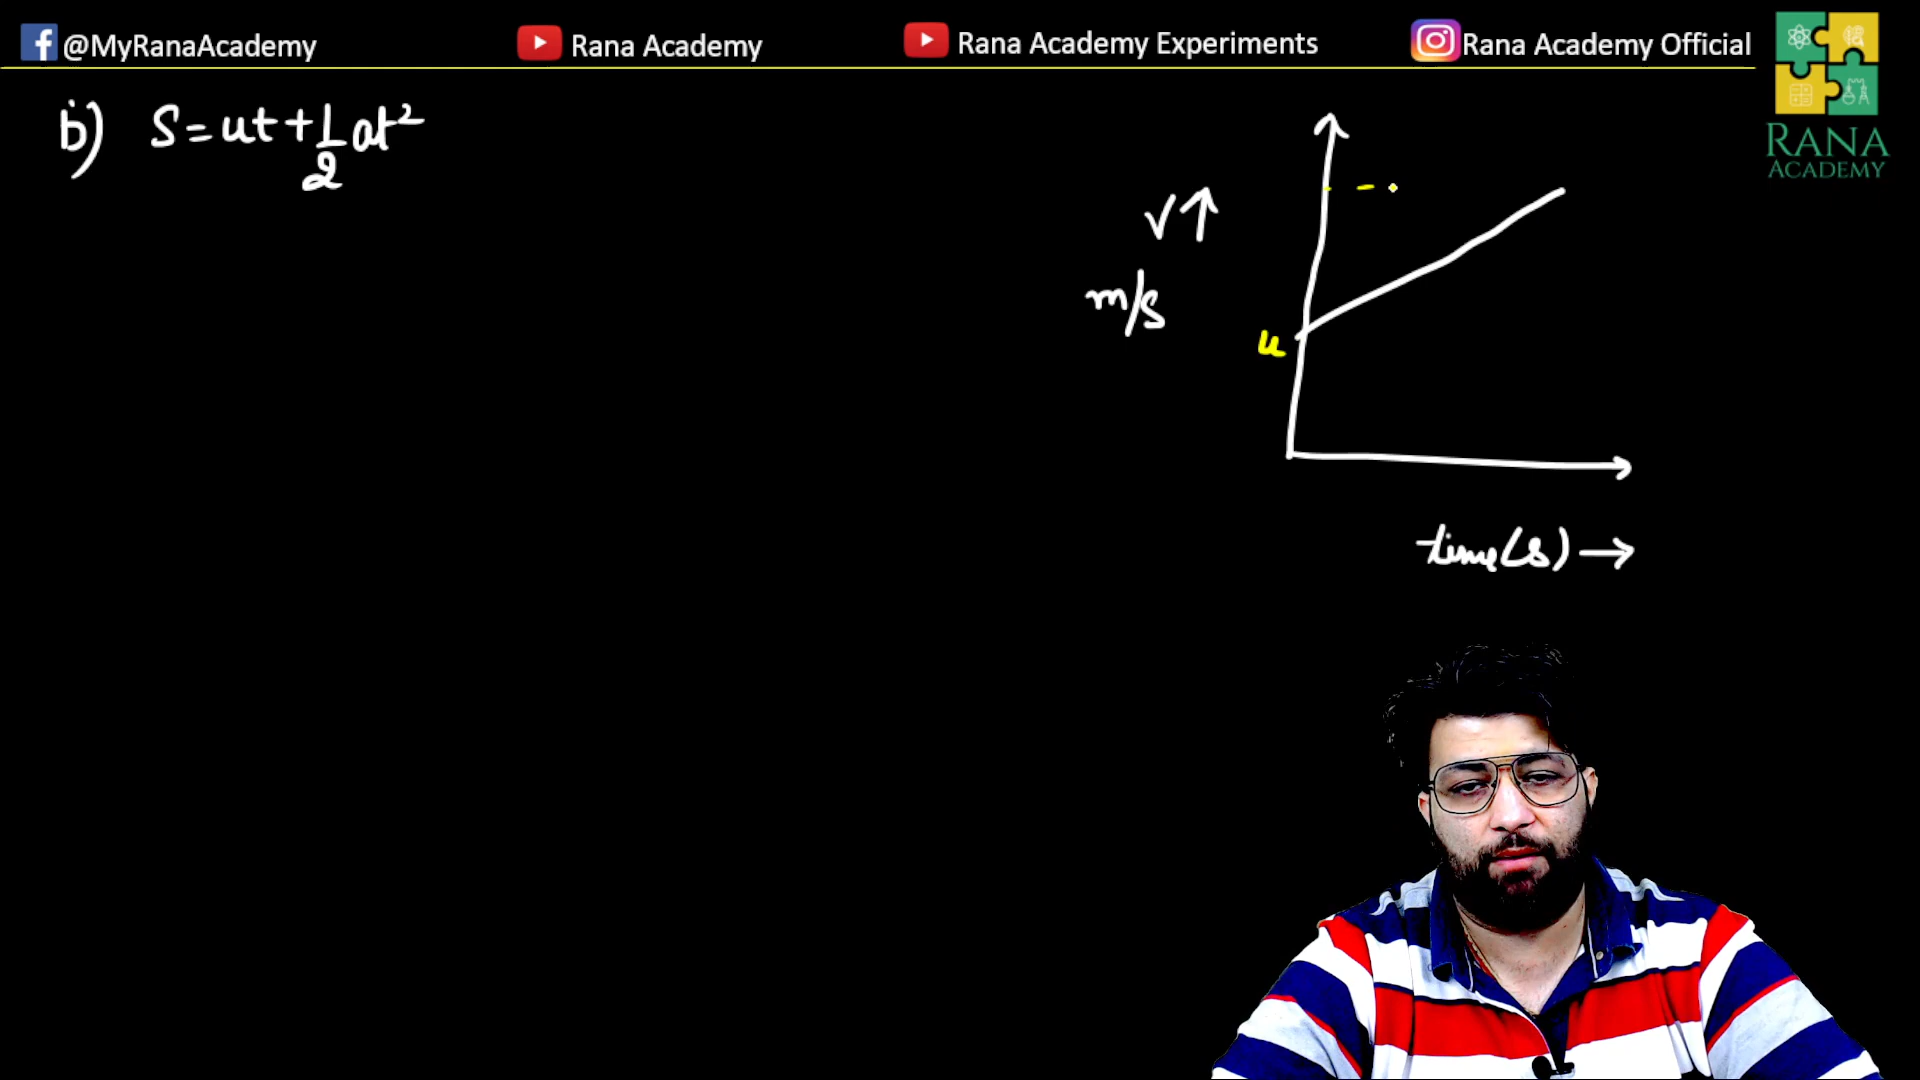 @MyRanaAcademy
Rana Academy
Rana Academy Experiments
Rana Academy Official
RANA
ACADEMY
b) S=ut+1/2at²
V↑
m/s
u
time(s)→